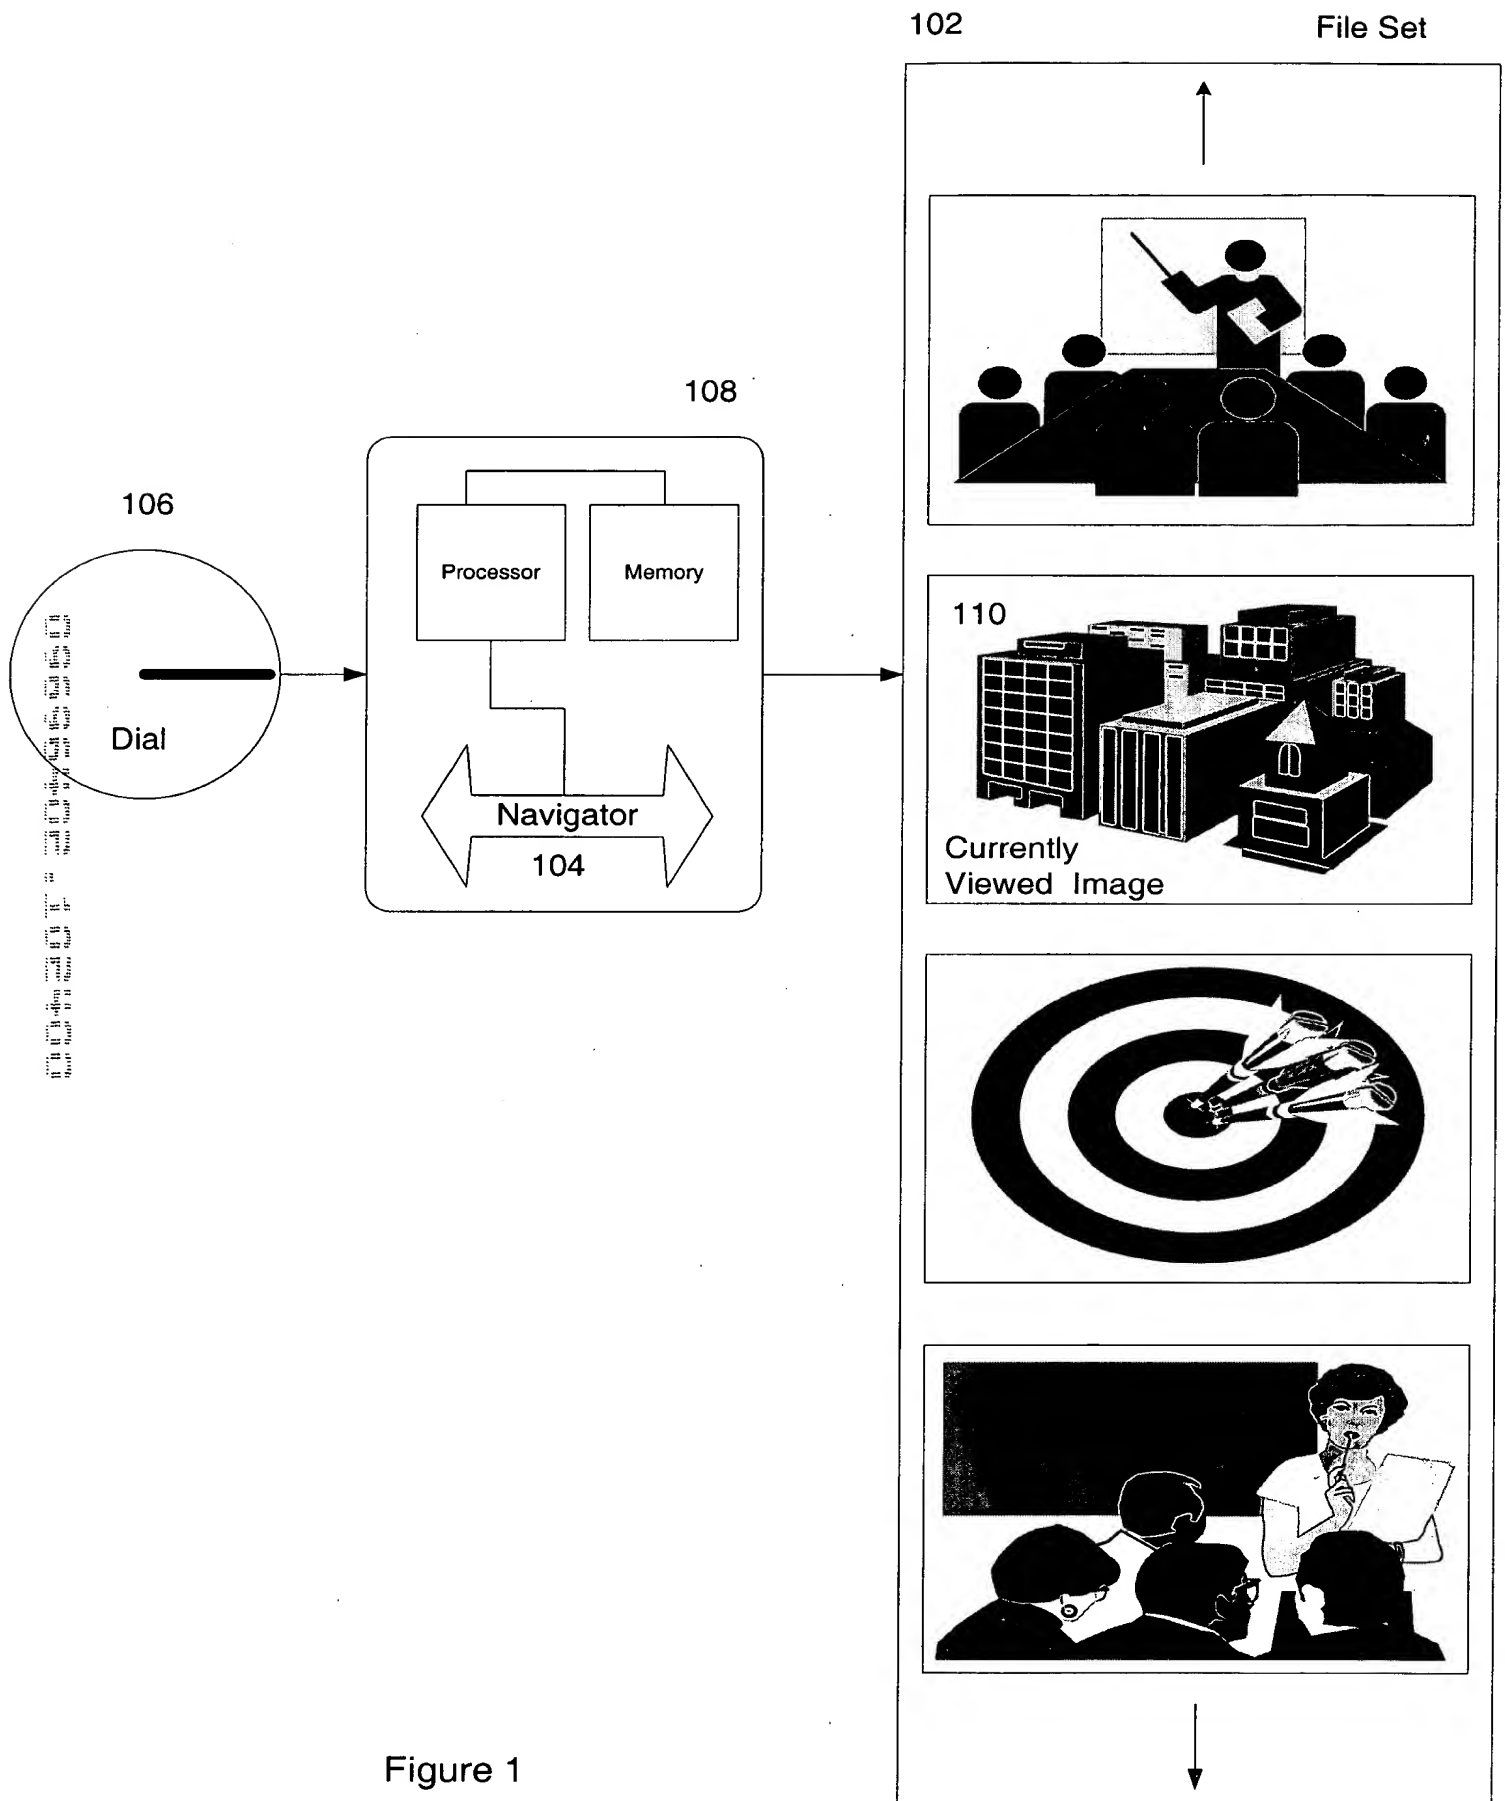 102
File Set
108
106
Processor
Memory
110
Dial
Navigator
104
Currently
Viewed Image
Figure 1